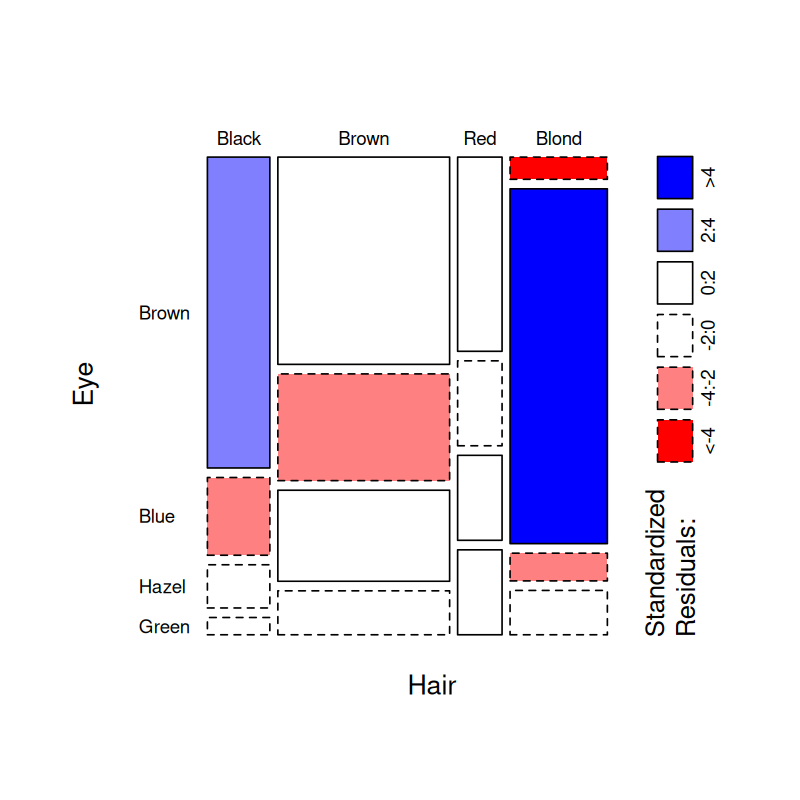 Black
Brown
Red
Blond
Brown
Blue
Hazel
Green
Eye
Hair
>4
2:4
0:2
-2:0
-4:-2
<-4
Standardized
Residuals: